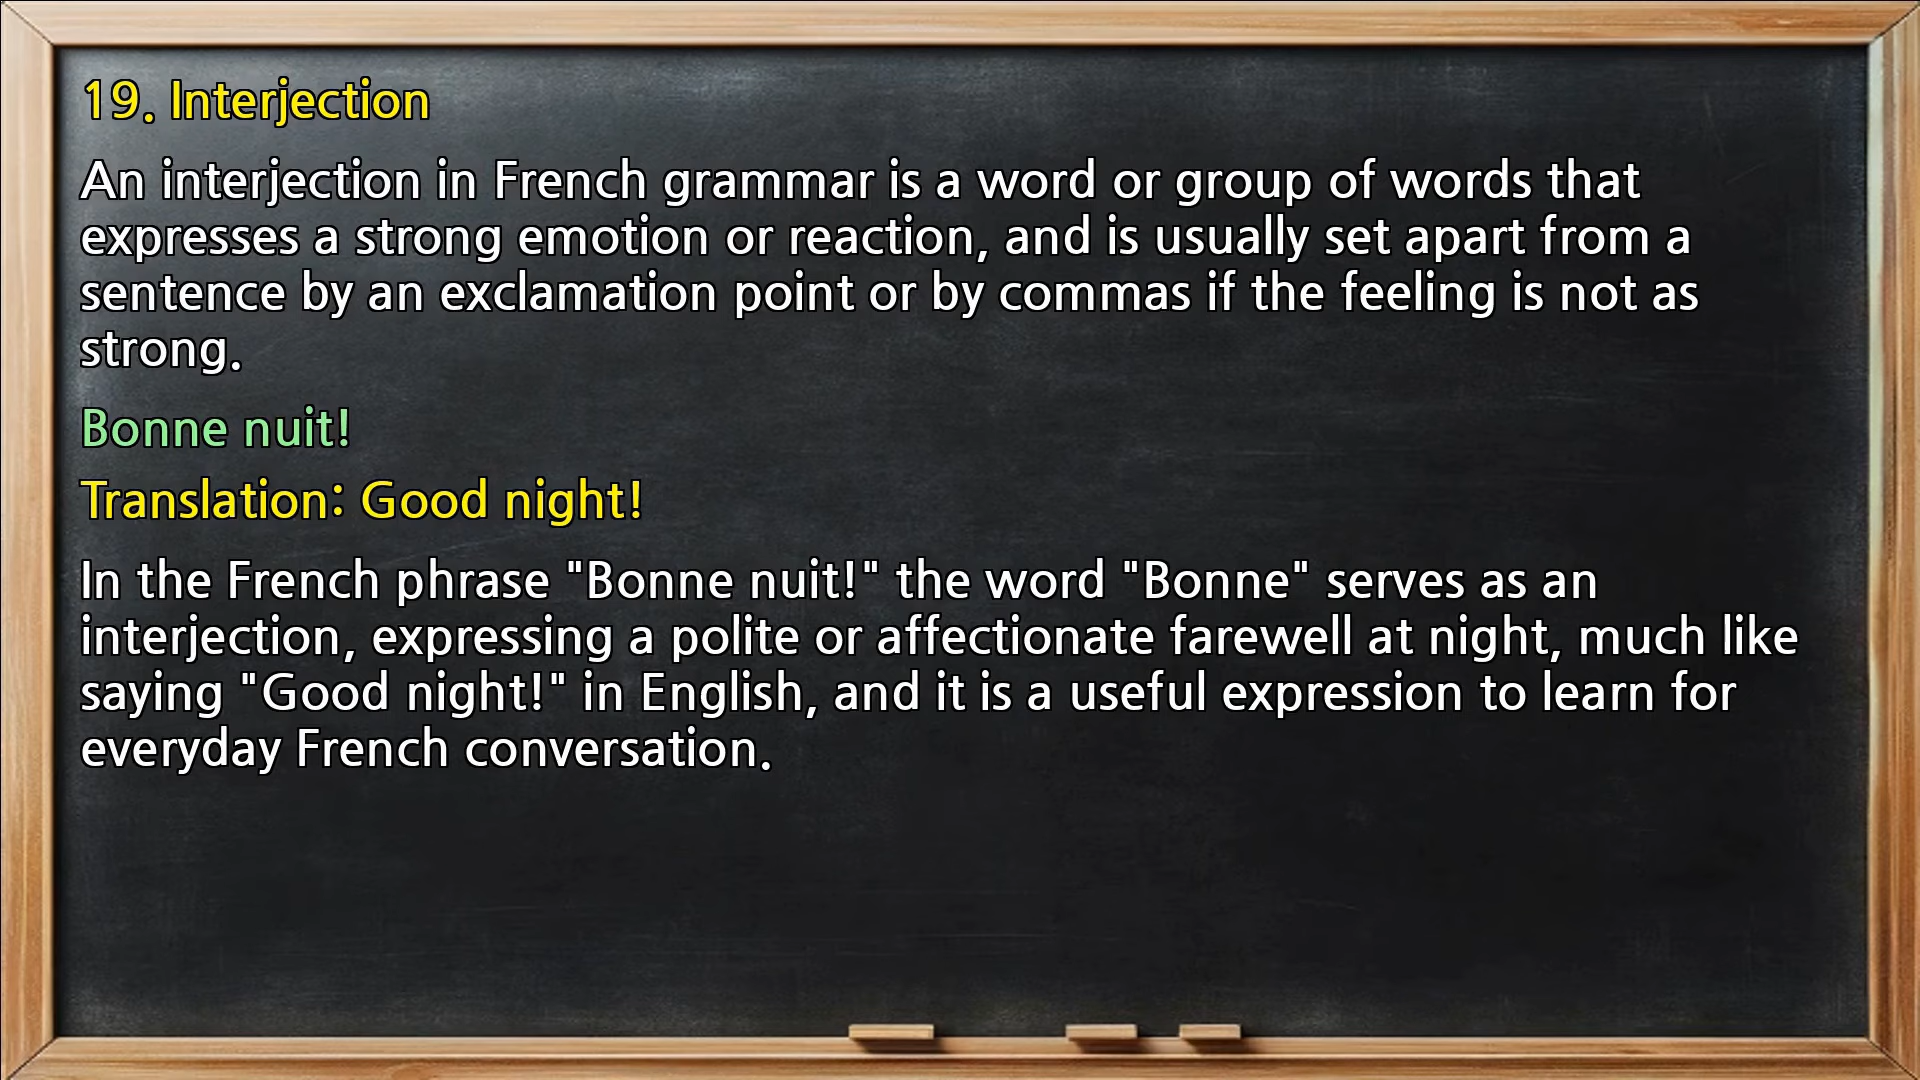 19. Interjection
An interjection in French grammar is a word or group of words that
expresses a strong emotion or reaction, and is usually set apart from a
sentence by an exclamation point or by commas if the feeling is not as
strong.
Bonne nuit!
Translation: Good night!
In the French phrase "Bonne nuit!" the word "Bonne" serves as an
interjection, expressing a polite or affectionate farewell at night, much like
saying "Good night!" in English, and it is a useful expression to learn for
everyday French conversation.